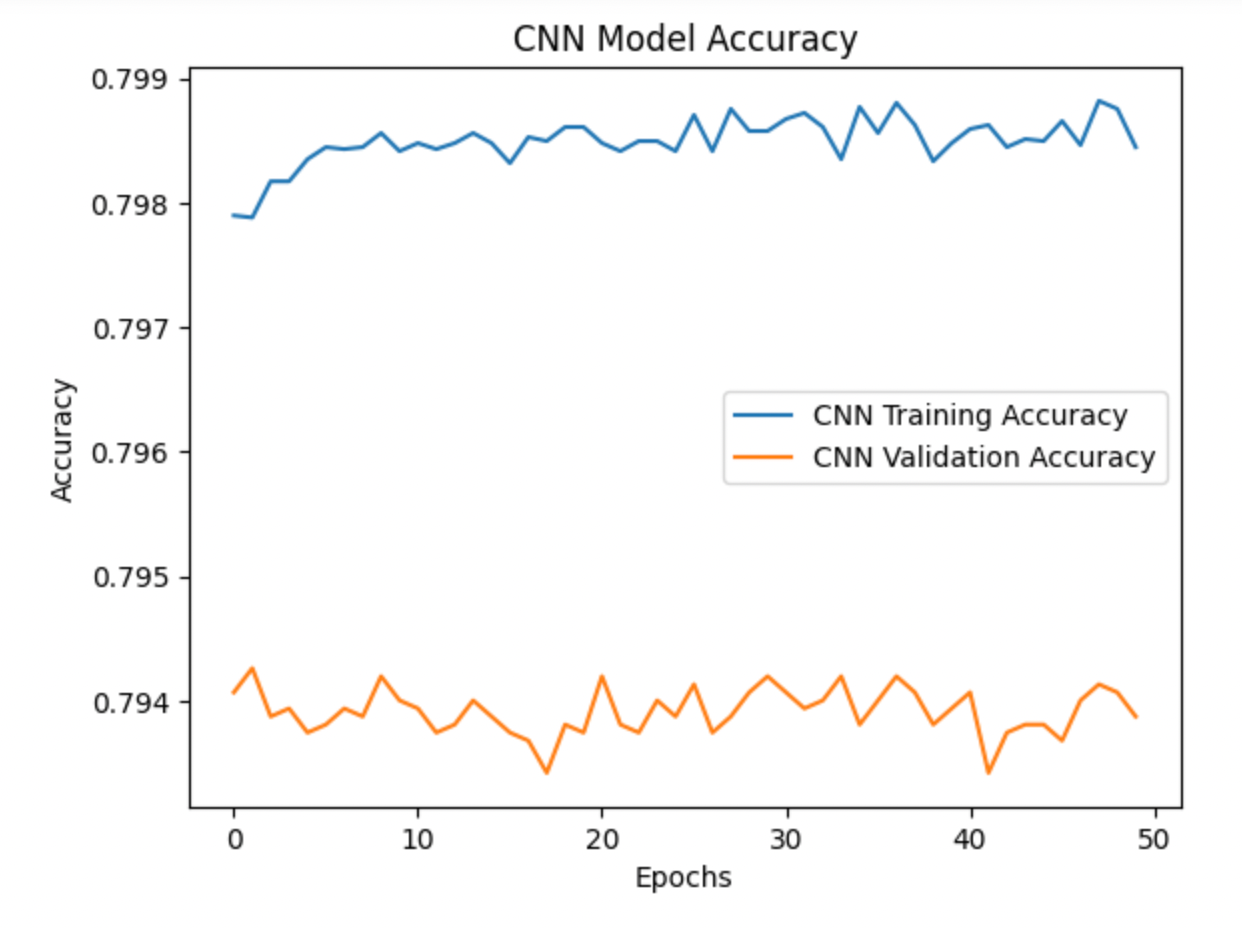 CNN Model Accuracy
0.799
0.798
0.797
0.796
0.795
0.794
Accuracy
CNN Training Accuracy
CNN Validation Accuracy
0 10 20 30 40 50
Epochs